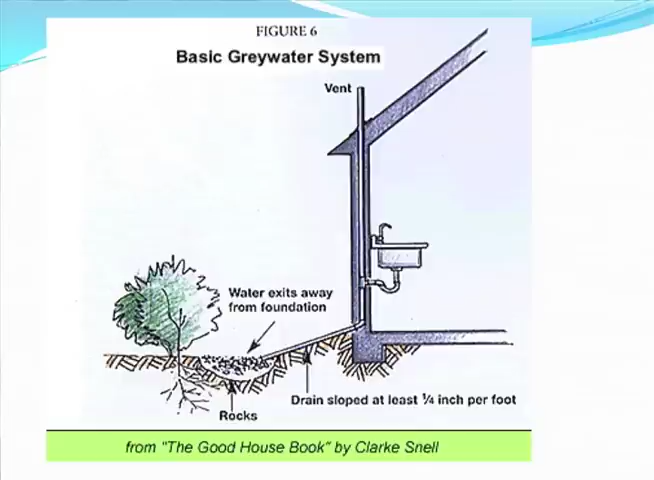 FIGURE 6
Basic Greywater System
Vent
Water exits away
from foundation
Drain sloped at least ¼ inch per foot
Rocks
from "The Good House Book" by Clarke Snell